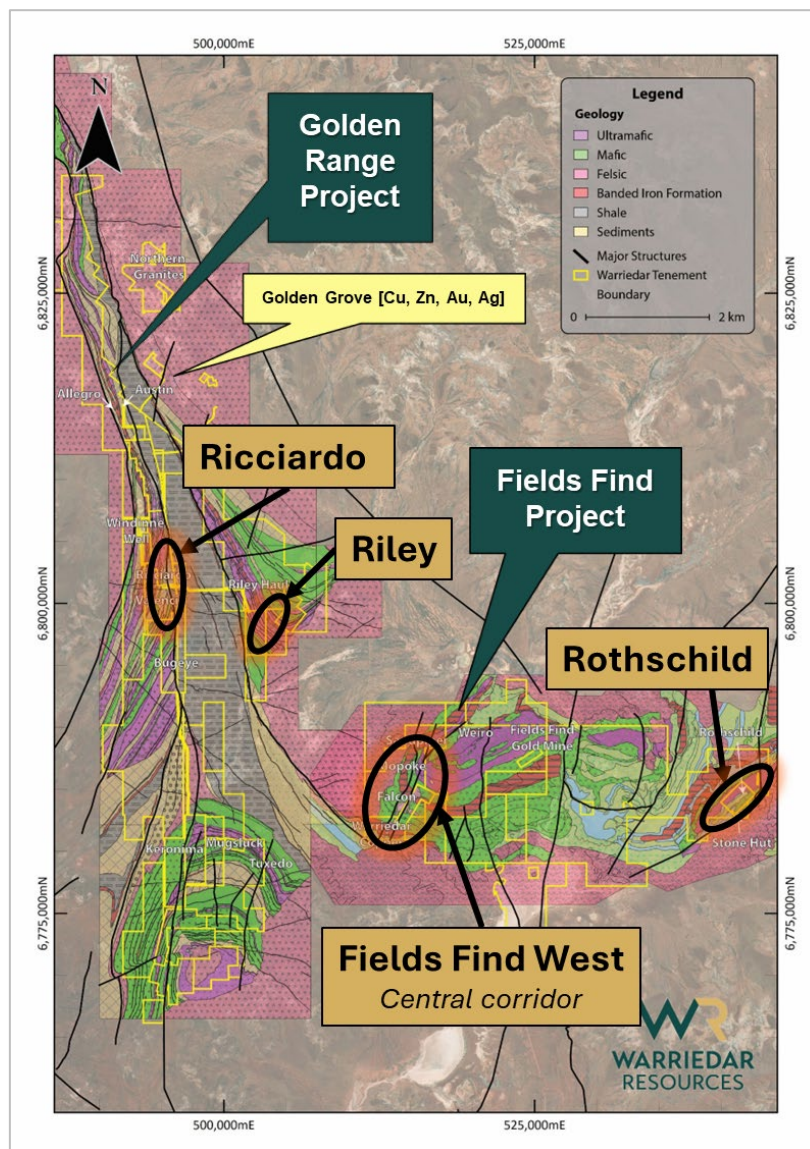 500,000mE
525,000mE
N
Golden
Range
Project
Legend
Geology
Ultramafic
Mafic
Felsic
Banded Iron Formation
Shale
Sediments
Major Structures
Warriedar Tenement
Boundary
0 2 km
Northern
Granites
6,825,000mN
6,825,000mN
Golden Grove [Cu, Zn, Au, Ag]
Allegro
Austin
Ricciardo
Fields Find
Project
Windinne
Well
Riley
Riley
6,800,000mN
6,800,000mN
Rothschild
Bugeye
Weiro
Fields Find
Gold Mine
Rothschild
Falcon
Warriedar
Keronima
Mugsluck
Tuxedo
Stone Hut
6,775,000mN
6,775,000mN
Fields Find West
Central corridor
WR
WARRIEDAR
RESOURCES
500,000mE
525,000mE